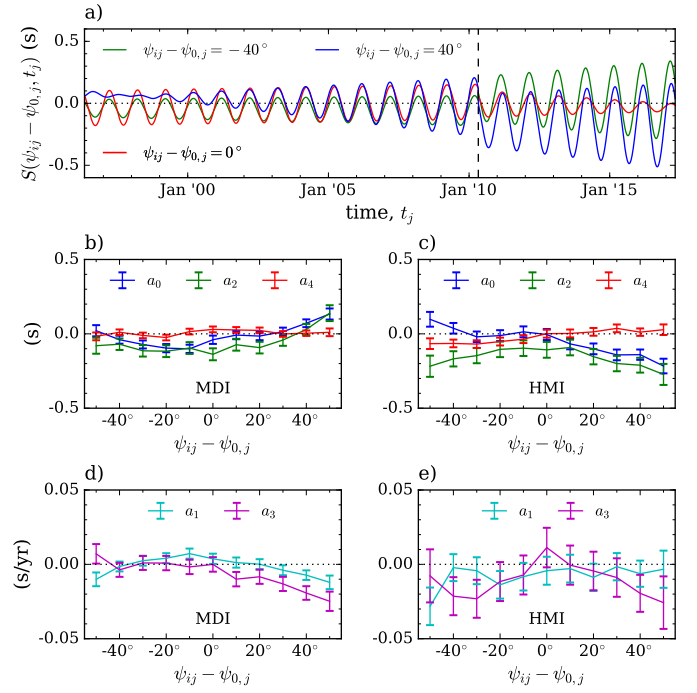 a)
0.5
0.0
-0.5
S(ψij − ψ0,j, tj) (s)
ψij − ψ0,j = −40°
ψij − ψ0,j = 40°
ψij − ψ0,j = 0°
Jan '00
Jan '05
Jan '10
Jan '15
time, tj
b)
0.5
0.0
-0.5
(s)
a0
a2
a4
MDI
-40°
-20°
0°
20°
40°
ψij − ψ0,j
c)
0.5
0.0
-0.5
a0
a2
a4
HMI
-40°
-20°
0°
20°
40°
ψij − ψ0,j
d)
0.05
0.00
-0.05
(s/yr)
a1
a3
MDI
-40°
-20°
0°
20°
40°
ψij − ψ0,j
e)
0.05
0.00
-0.05
a1
a3
HMI
-40°
-20°
0°
20°
40°
ψij − ψ0,j